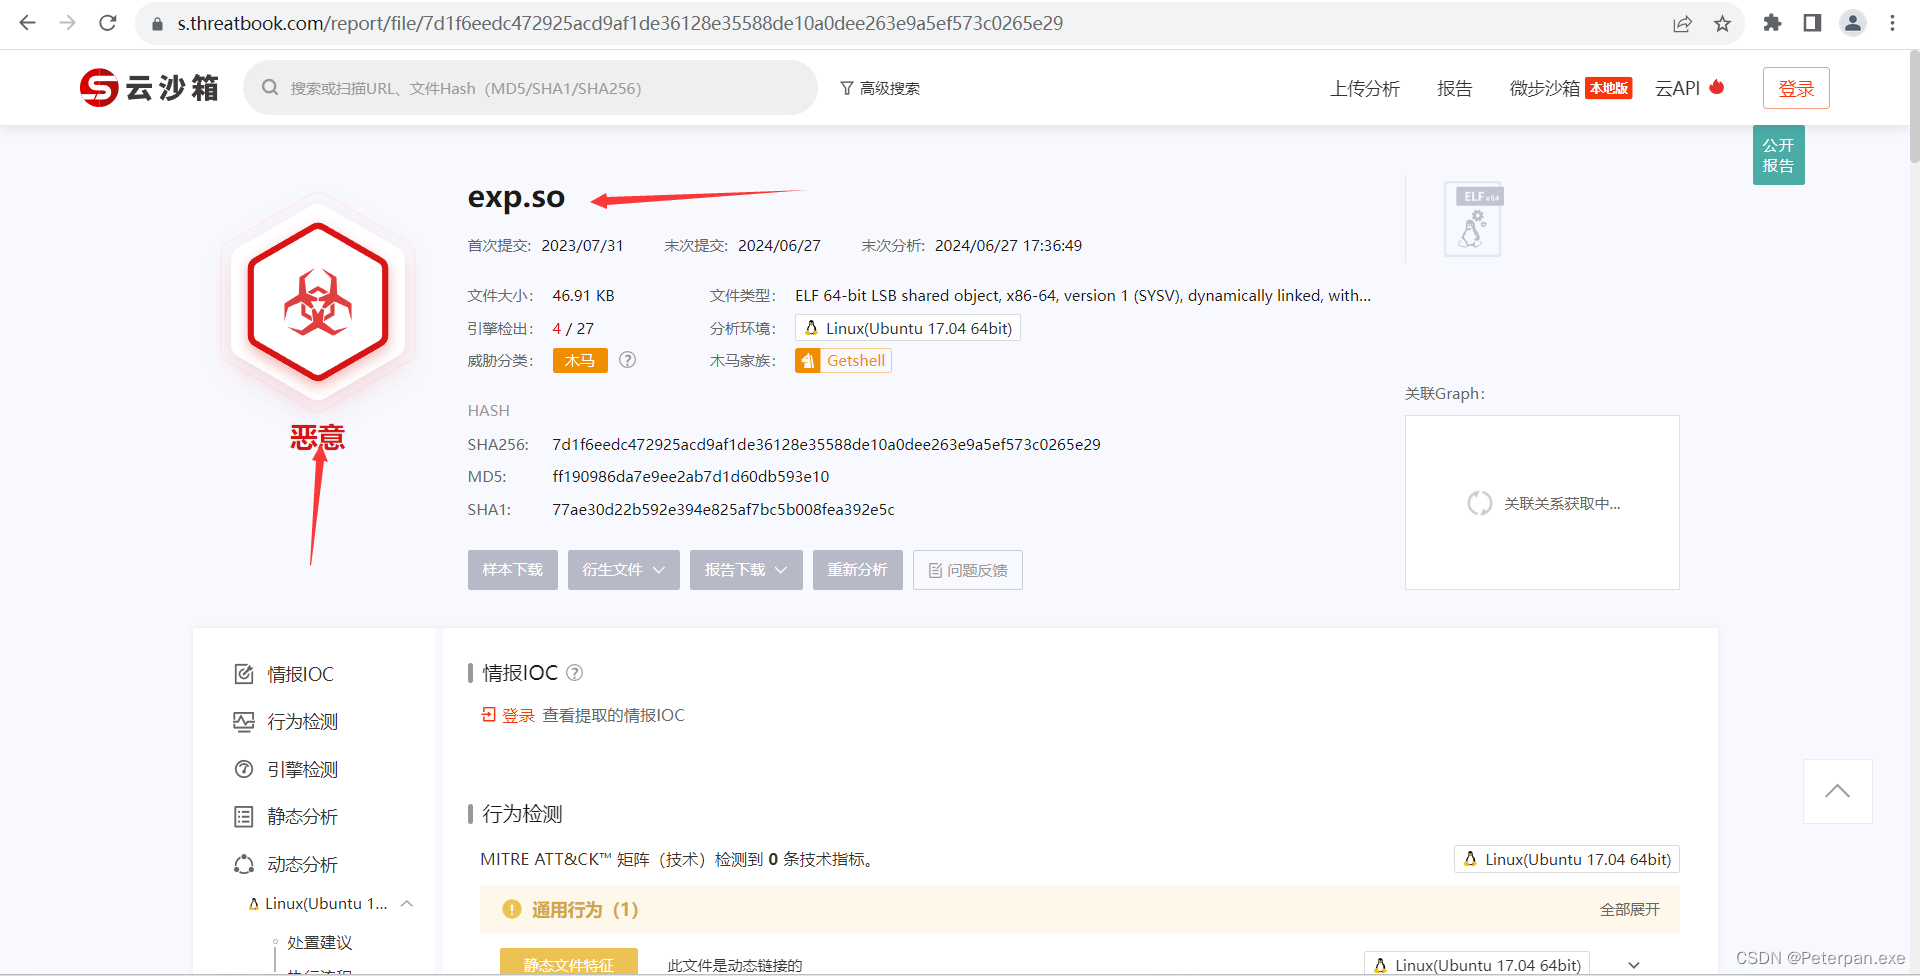 s.threatbook.com/report/file/7d1f6eedc472925acd9af1de36128e35588de10a0dee263e9a5ef573c0265e29
云沙箱
搜索或扫描URL、文件Hash（MD5/SHA1/SHA256）
高级搜索
上传分析
报告
微步沙箱 本地版
云API
登录
公开
报告
exp.so
首次提交: 2023/07/31 末次提交: 2024/06/27 末次分析: 2024/06/27 17:36:49
ELF x64
文件大小: 46.91 KB 文件类型: ELF 64-bit LSB shared object, x86-64, version 1 (SYSV), dynamically linked, with...
引擎检出: 4 / 27 分析环境: Linux(Ubuntu 17.04 64bit)
威胁分类: 木马 ? 木马家族: Getshell
恶意
HASH
SHA256: 7d1f6eedc472925acd9af1de36128e35588de10a0dee263e9a5ef573c0265e29
MD5: ff190986da7e9ee2ab7d1d60db593e10
SHA1: 77ae30d22b592e394e825af7bc5b008fea392e5c
关联Graph:
关联关系获取中...
样本下载 衍生文件 报告下载 重新分析 问题反馈
情报IOC
行为检测
引擎检测
静态分析
动态分析
Linux(Ubuntu 1...
处置建议
执行流程
情报IOC ?
登录 查看提取的情报IOC
行为检测
MITRE ATT&CK™ 矩阵（技术）检测到 0 条技术指标。 Linux(Ubuntu 17.04 64bit)
通用行为（1） 全部展开
静态文件特征 此文件是动态链接的 Linux(Ubuntu 17.04 64bit)
CSDN @Peterpan.exe